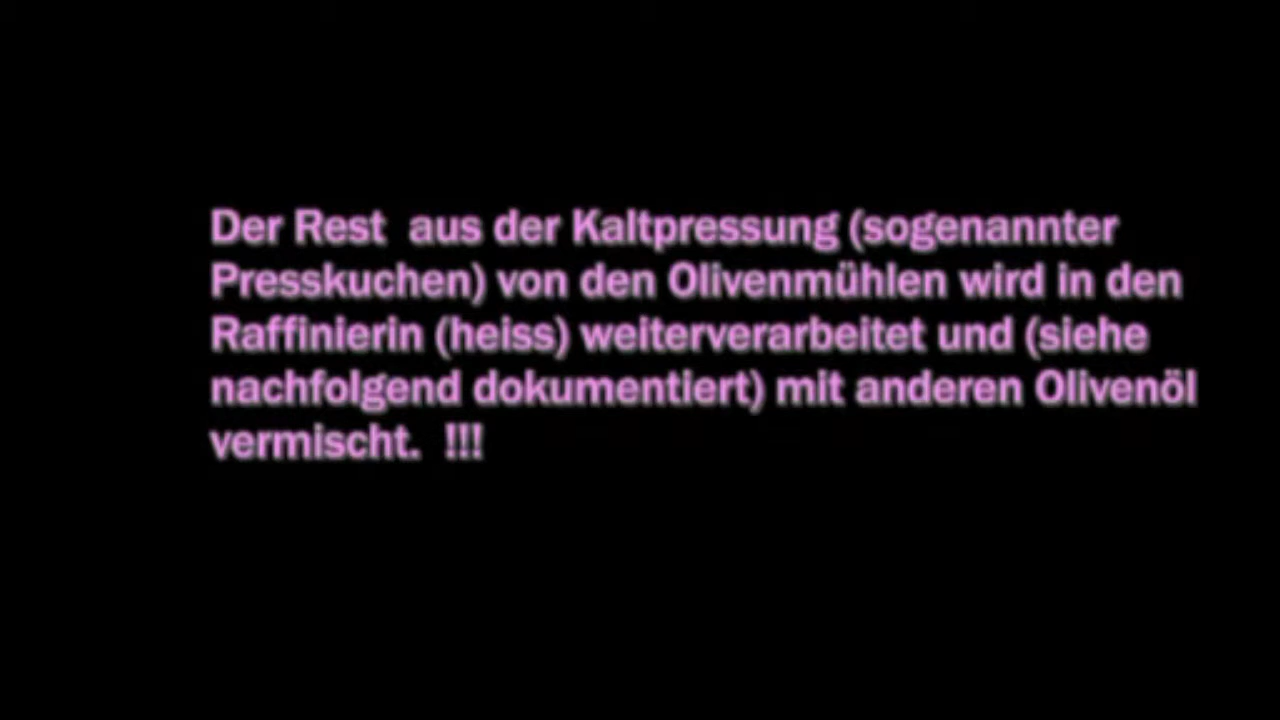 Der Rest  aus der Kaltpressung (sogenannter
Presskuchen) von den Olivenmühlen wird in den
Raffinierin (heiss) weiterverarbeitet und (siehe
nachfolgend dokumentiert) mit anderen Olivenöl
vermischt.  !!!